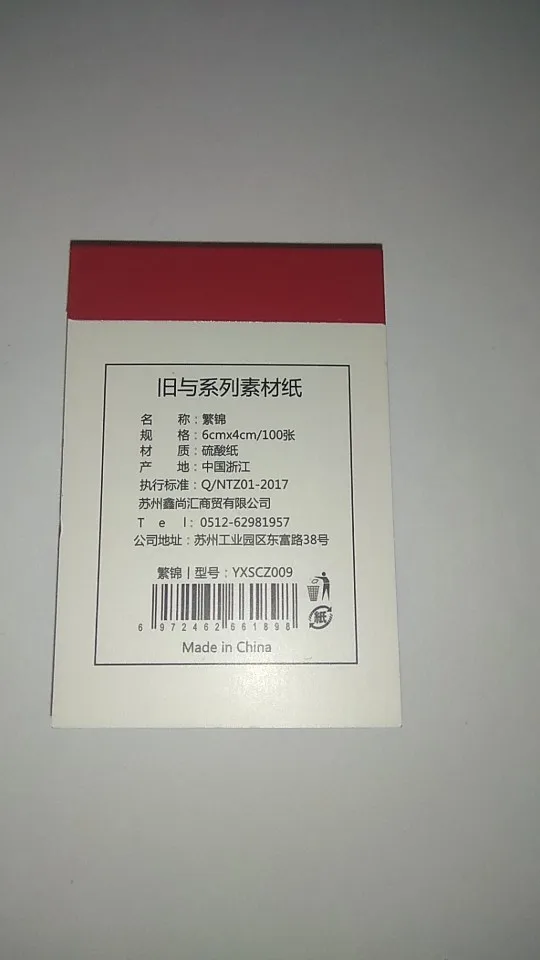 旧与系列素材纸
名 称：繁锦
规 格：6cmx4cm/100张
材 质：硫酸纸
产 地：中国浙江
执行标准：Q/NTZ01-2017
苏州鑫尚汇商贸有限公司
T e l：0512-62981957
公司地址：苏州工业园区东富路38号
繁锦 | 型号：YXSCZ009
6 972462 661898
紙
Made in China